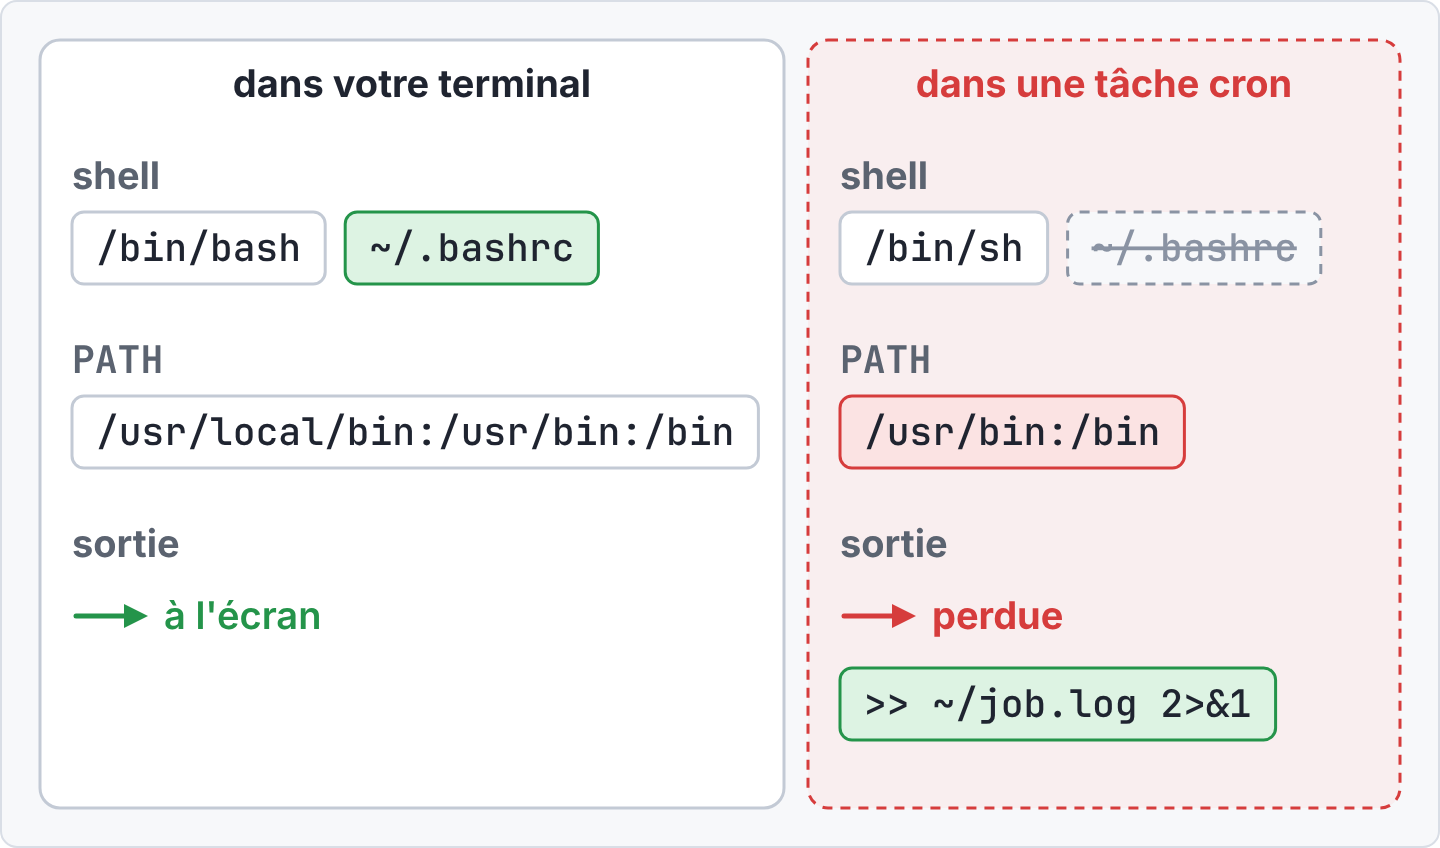 dans votre terminal
shell
/bin/bash ~/.bashrc
PATH
/usr/local/bin:/usr/bin:/bin
sortie
à l'écran
dans une tâche cron
shell
/bin/sh ~/.bashrc
PATH
/usr/bin:/bin
sortie
perdue
>> ~/job.log 2>&1